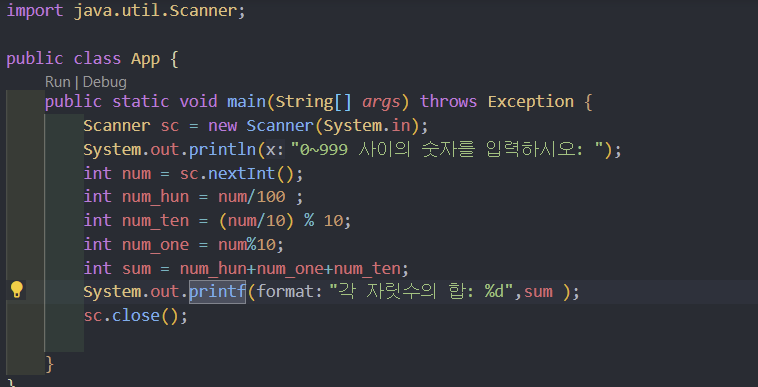 import java.util.Scanner;
public class App {
Run | Debug
public static void main(String[] args) throws Exception {
Scanner sc = new Scanner(System.in);
System.out.println(x: "0~999 사이의 숫자를 입력하시오: ");
int num = sc.nextInt();
int num_hun = num/100 ;
int num_ten = (num/10) % 10;
int num_one = num%10;
int sum = num_hun+num_one+num_ten;
System.out.printf(format: "각 자릿수의 합: %d",sum );
sc.close();
}
}